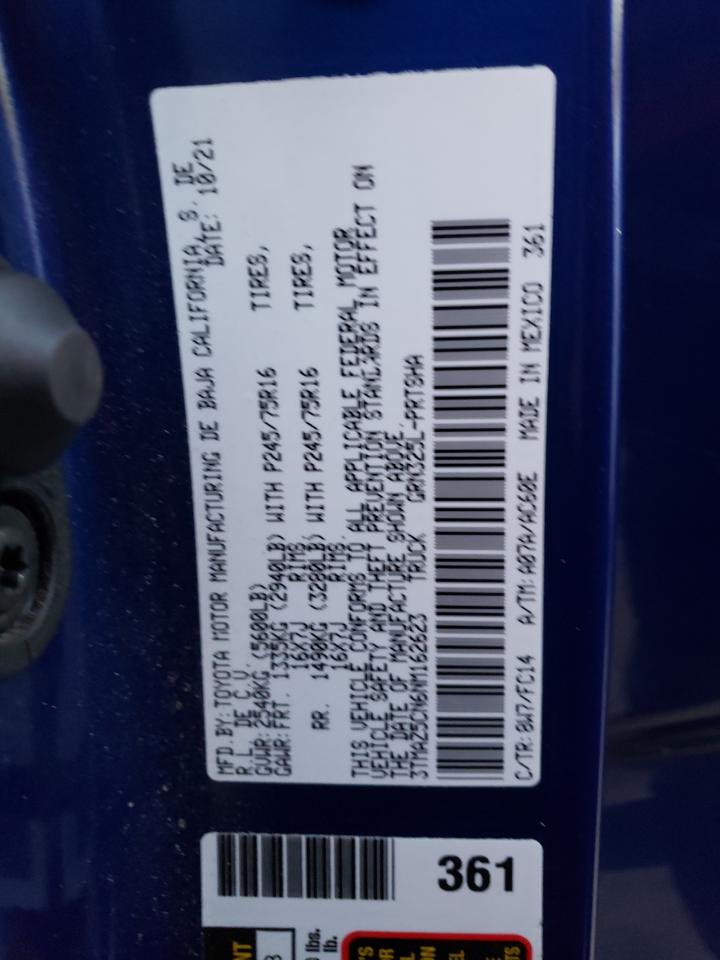 MFD.BY:TOYOTA MOTOR MANUFACTURING DE BAJA CALIFORNIA, S. DE
R.L. DE C.V. DATE: 10/21
GVWR: 2540KG (5600LB)
GAWR:FRT. 1335KG (2940LB) WITH P245/75R16 TIRES,
16X7J RIMS
RR. 1490KG (3280LB) WITH P245/75R16 TIRES,
16X7J RIMS.
THIS VEHICLE CONFORMS TO ALL APPLICABLE FEDERAL MOTOR
VEHICLE SAFETY AND THEFT PREVENTION STANDARDS IN EFFECT ON
THE DATE OF MANUFACTURE SHOWN ABOVE.
3TMAZ5CN6NM162623 TRUCK GRN325L-PRTSHA
C/TR:8W7/FC14 A/TM:A07A/AC60E MADE IN MEXICO 361
361
lbs.
lb.